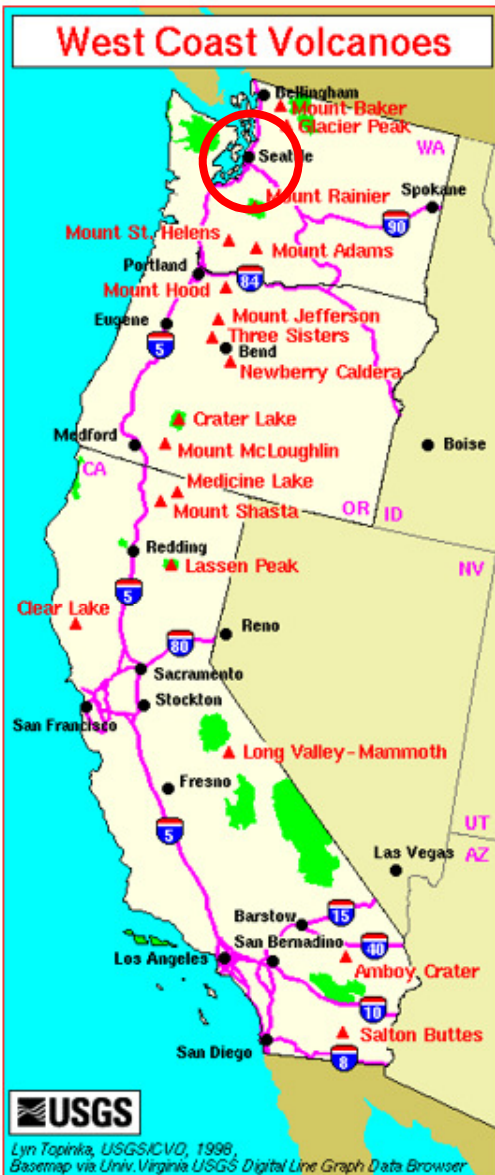 West Coast Volcanoes
Bellingham
Mount Baker
Glacier Peak
WA
Seattle
Mount Rainier
Spokane
90
Mount St. Helens
Mount Adams
Portland
84
Mount Hood
Mount Jefferson
Eugene
Three Sisters
5
Bend
Newberry Caldera
Crater Lake
Medford
Mount McLoughlin
Boise
CA
Medicine Lake
Mount Shasta
OR
ID
Redding
Lassen Peak
NV
5
Clear Lake
Reno
80
Sacramento
Stockton
San Francisco
Long Valley-Mammoth
Fresno
5
UT
AZ
Las Vegas
15
Barstow
40
San Bernadino
Los Angeles
Amboy Crater
10
Salton Buttes
San Diego
8
USGS
Lyn Topinka, USGS/CVO, 1998,
Basemap via Univ. Virginia USGS Digital Line Graph Data Browser